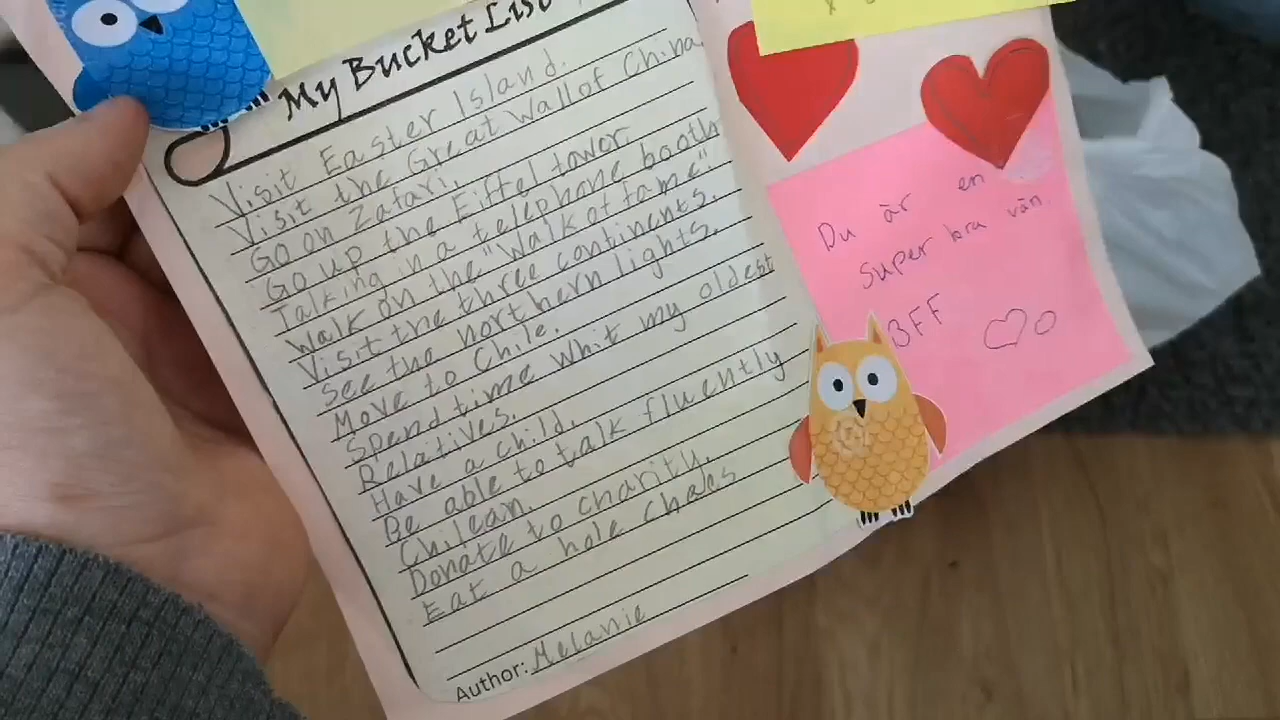 My Bucket List
Visit Easter Island.
Visit the Great Wall of China
Go on Zafari.
Go up the Eiffel tower.
Talking in a telephone booth
Walk on the "Walk of fame".
Visit the three continents.
See the northern lights.
Move to Chile.
Spend time whit my oldest
Relatives.
Have a child.
Be able to talk fluently
Chilean.
Donate to charity.
Eat a hole chaes
Author: Melanie
Du är en
super bra vän.
BFF